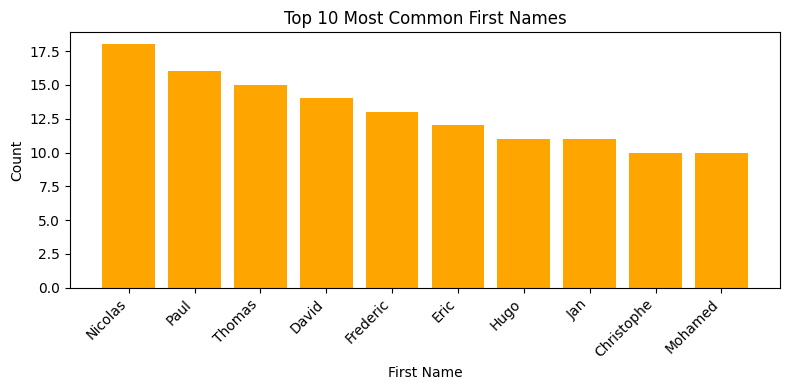 Top 10 Most Common First Names
Count
17.5
15.0
12.5
10.0
7.5
5.0
2.5
0.0
Nicolas
Paul
Thomas
David
Frederic
Eric
Hugo
Jan
Christophe
Mohamed
First Name